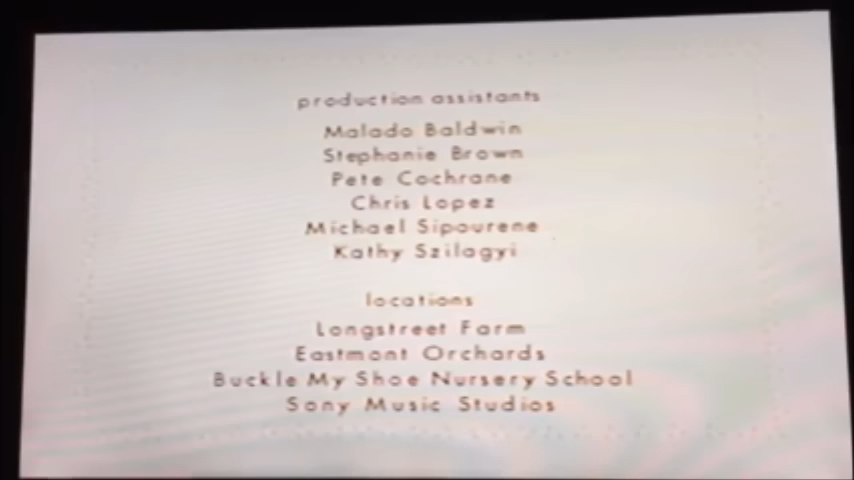 production assistants
Malado Baldwin
Stephanie Brown
Pete Cochrane
Chris Lopez
Michael Sipourene
Kathy Szilagyi
locations
Longstreet Farm
Eastmont Orchards
Buckle My Shoe Nursery School
Sony Music Studios